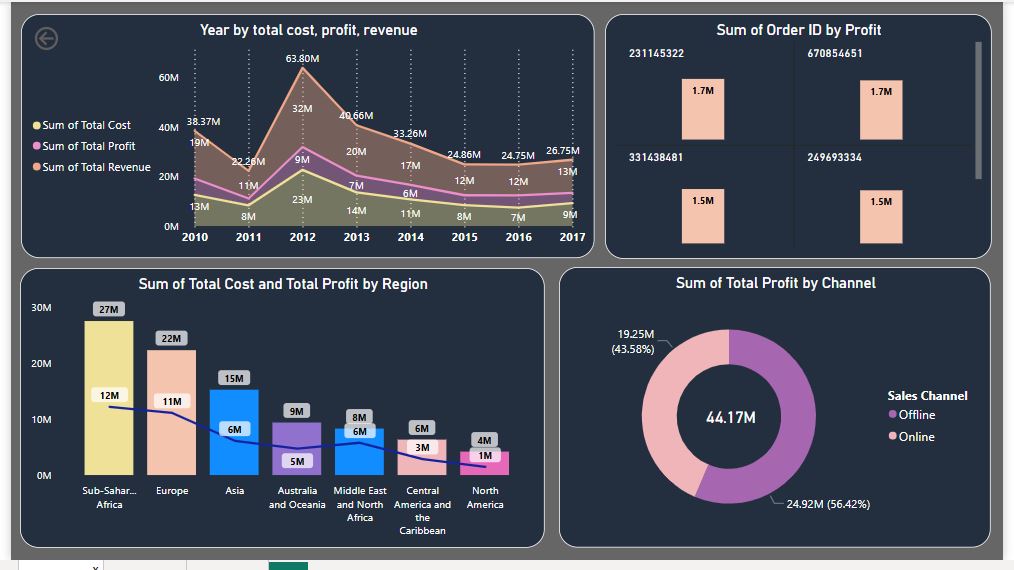 Year by total cost, profit, revenue
Sum of Total Cost
Sum of Total Profit
Sum of Total Revenue
60M
40M
20M
0M
38.37M
22.26M
63.80M
40.66M
33.26M
24.86M
24.75M
26.75M
19M
11M
32M
20M
17M
12M
12M
13M
9M
7M
6M
13M
8M
23M
14M
11M
8M
7M
9M
2010 2011 2012 2013 2014 2015 2016 2017
Sum of Order ID by Profit
231145322
670854651
1.7M
1.7M
331438481
249693334
1.5M
1.5M
Sum of Total Cost and Total Profit by Region
30M
20M
10M
0M
27M
22M
15M
9M
8M
6M
4M
12M
11M
6M
5M
6M
3M
1M
Sub-Sahar...
Africa
Europe
Asia
Australia
and Oceania
Middle East
and North
Africa
Central
America and
the
Caribbean
North
America
Sum of Total Profit by Channel
19.25M
(43.58%)
44.17M
24.92M (56.42%)
Sales Channel
Offline
Online
x